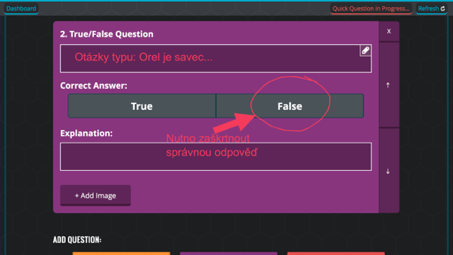 Dashboard
Quick Question in Progress...
Refresh
2. True/False Question
X
Otázky typu: Orel je savec...
Correct Answer:
True
False
Nutno zaškrtnout
správnou odpověď
Explanation:
+ Add Image
ADD QUESTION: